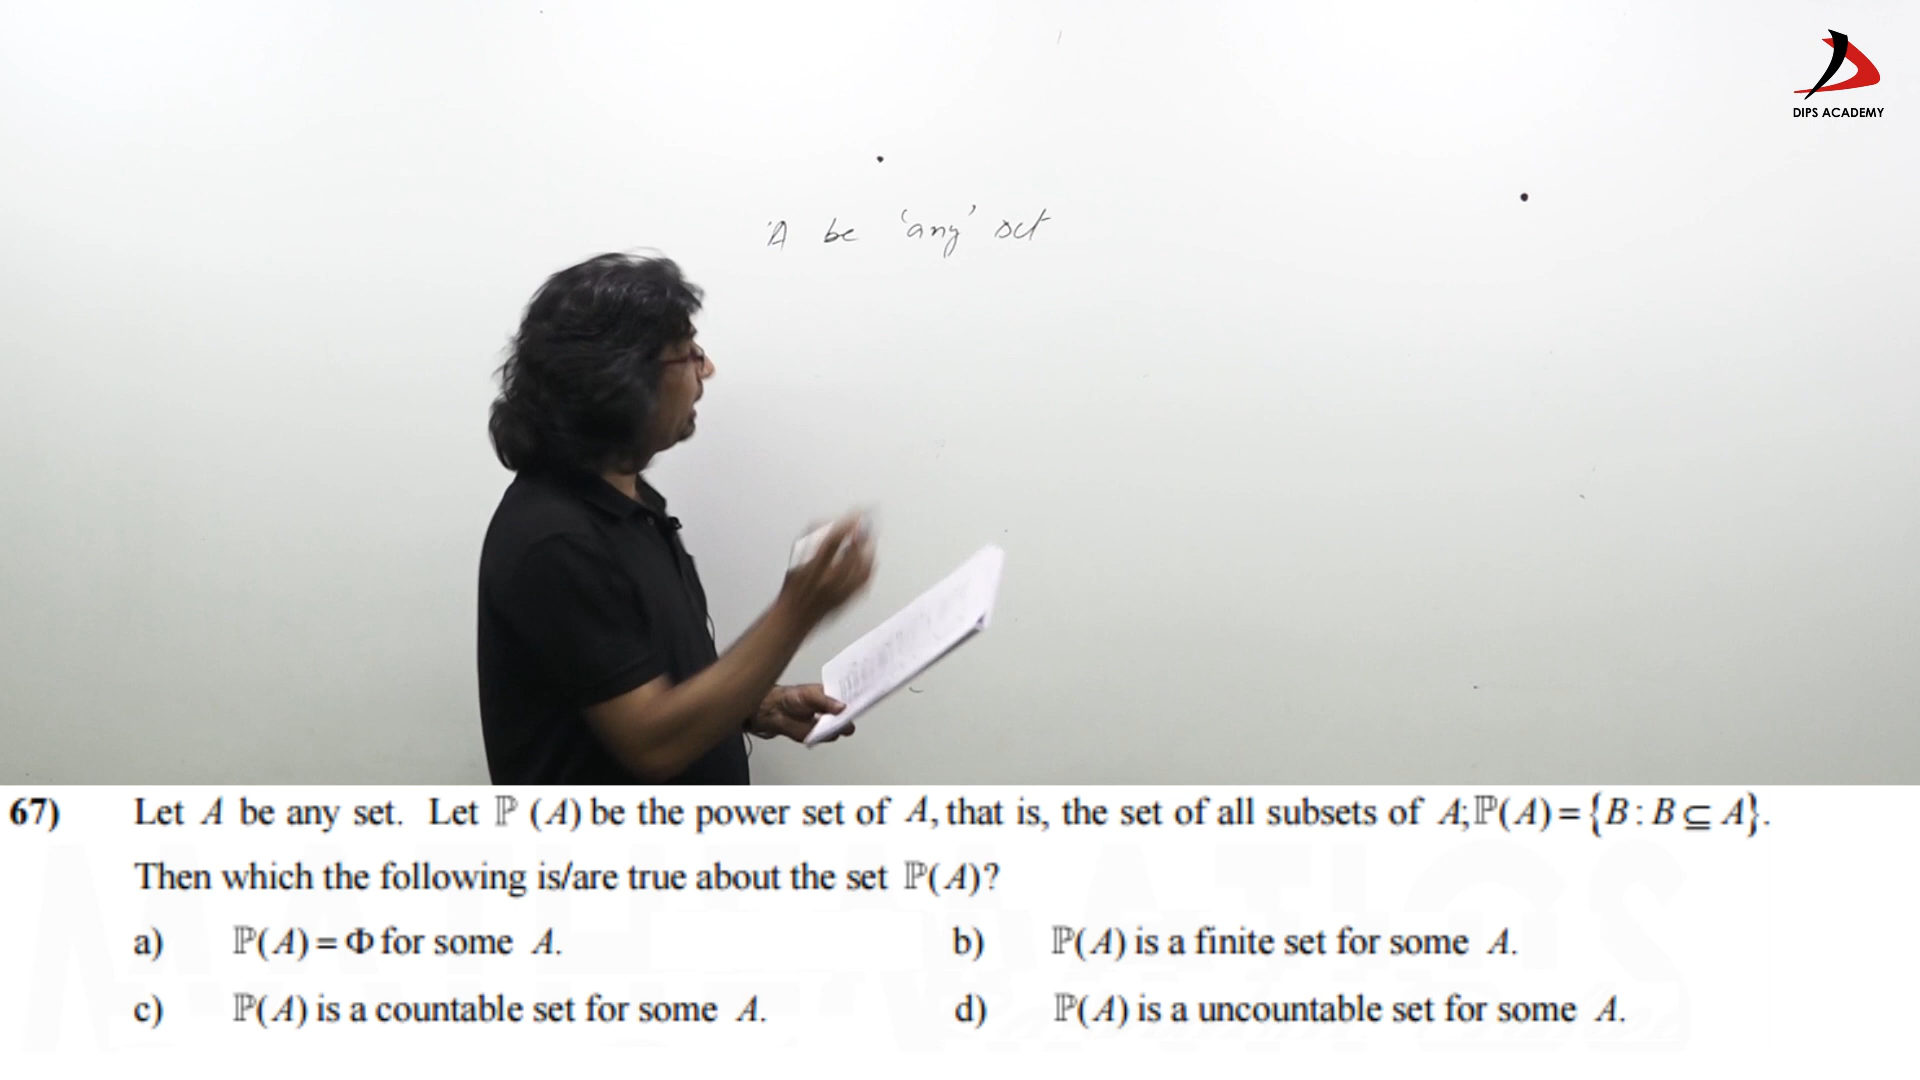 DIPS ACADEMY
A be 'any' set
67) Let A be any set. Let ℙ (A) be the power set of A, that is, the set of all subsets of A; ℙ(A) = {B : B ⊆ A}.
Then which the following is/are true about the set ℙ(A)?
a) ℙ(A) = Φ for some A. b) ℙ(A) is a finite set for some A.
c) ℙ(A) is a countable set for some A. d) ℙ(A) is a uncountable set for some A.